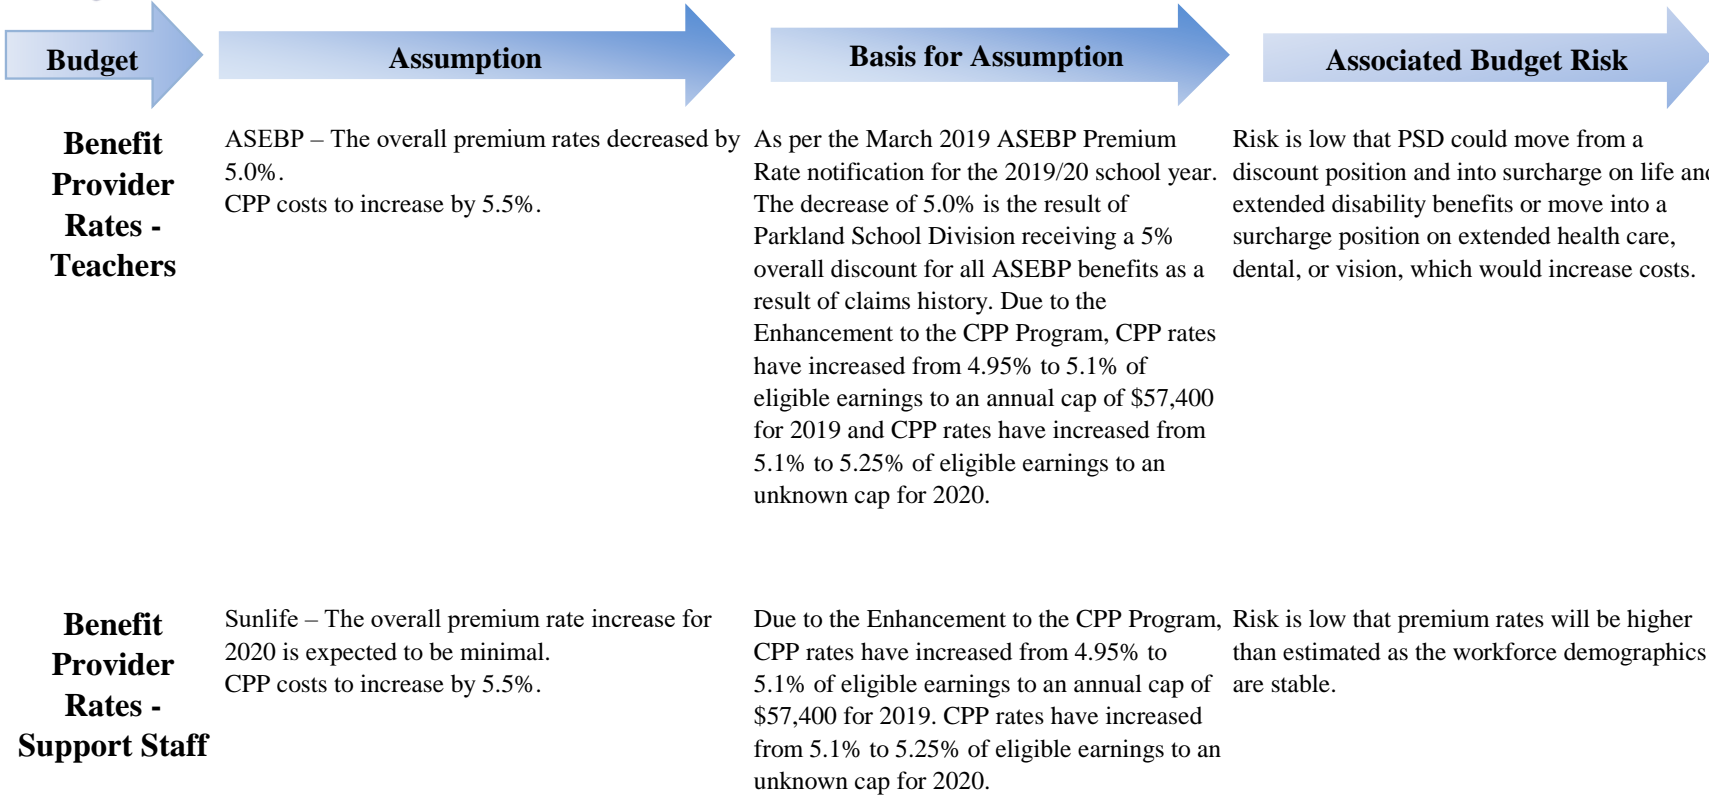 Budget
Assumption
Basis for Assumption
Associated Budget Risk
Benefit
Provider
Rates -
Teachers
ASEBP – The overall premium rates decreased by
5.0%.
CPP costs to increase by 5.5%.
As per the March 2019 ASEBP Premium
Rate notification for the 2019/20 school year.
The decrease of 5.0% is the result of
Parkland School Division receiving a 5%
overall discount for all ASEBP benefits as a
result of claims history. Due to the
Enhancement to the CPP Program, CPP rates
have increased from 4.95% to 5.1% of
eligible earnings to an annual cap of $57,400
for 2019 and CPP rates have increased from
5.1% to 5.25% of eligible earnings to an
unknown cap for 2020.
Risk is low that PSD could move from a
discount position and into surcharge on life and
extended disability benefits or move into a
surcharge position on extended health care,
dental, or vision, which would increase costs.
Benefit
Provider
Rates -
Support Staff
Sunlife – The overall premium rate increase for
2020 is expected to be minimal.
CPP costs to increase by 5.5%.
Due to the Enhancement to the CPP Program,
CPP rates have increased from 4.95% to
5.1% of eligible earnings to an annual cap of
$57,400 for 2019. CPP rates have increased
from 5.1% to 5.25% of eligible earnings to an
unknown cap for 2020.
Risk is low that premium rates will be higher
than estimated as the workforce demographics
are stable.